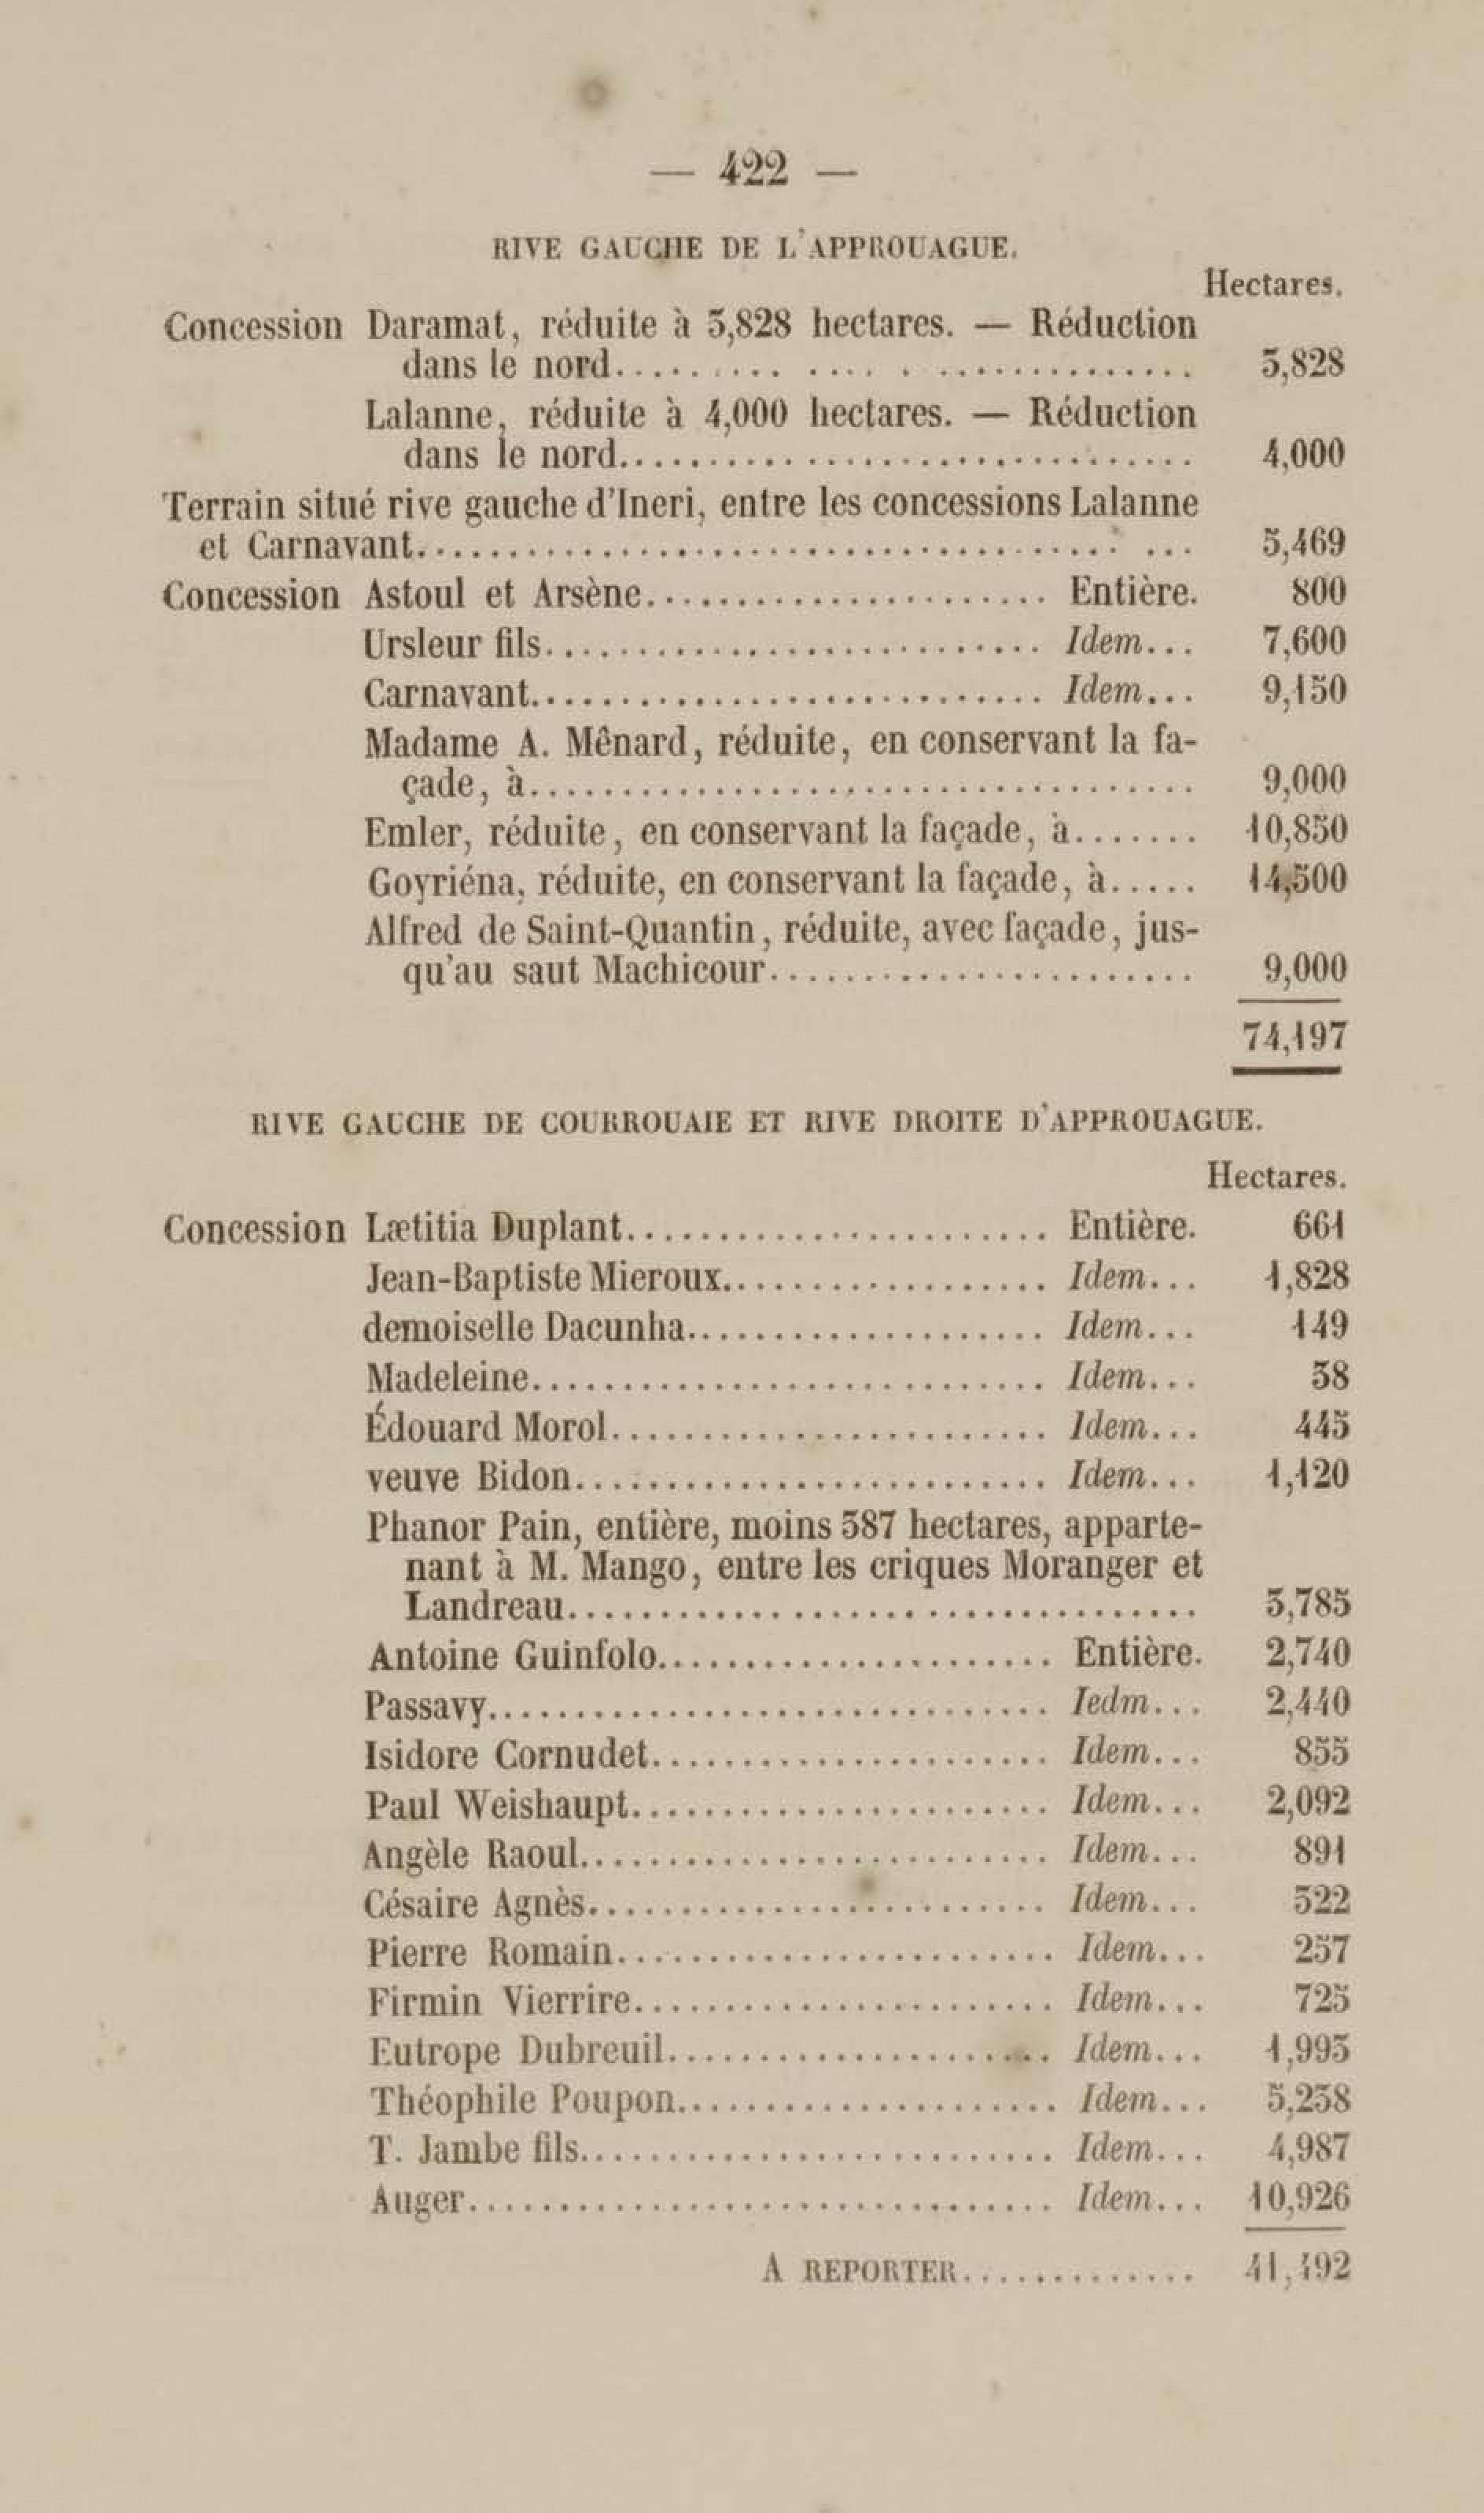 — 422 —
RIVE GAUCHE DE L'APPROUAGUE.
Hectares.
Concession Daramat, réduite à 3,828 hectares. — Réduction
dans le nord.............................. 3,828
Lalanne, réduite à 4,000 hectares. — Réduction
dans le nord.............................. 4,000
Terrain situé rive gauche d'Ineri, entre les concessions Lalanne
et Carnavant.............................. 5,469
Concession Astoul et Arsène...................... Entière. 800
Ursleur fils........................... Idem... 7,600
Carnavant............................ Idem... 9,150
Madame A. Mênard, réduite, en conservant la fa-
çade, à.................................... 9,000
Emler, réduite, en conservant la façade, à....... 10,850
Goyriéna, réduite, en conservant la façade, à..... 14,500
Alfred de Saint-Quantin, réduite, avec façade, jus-
qu'au saut Machicour....................... 9,000
74,197
RIVE GAUCHE DE COURROUAIE ET RIVE DROITE D'APPROUAGUE.
Hectares.
Concession Lætitia Duplant....................... Entière. 661
Jean-Baptiste Mieroux.................. Idem... 1,828
demoiselle Dacunha.................... Idem... 149
Madeleine............................ Idem... 38
Édouard Morol........................ Idem... 445
veuve Bidon.......................... Idem... 1,120
Phanor Pain, entière, moins 387 hectares, apparte-
nant à M. Mango, entre les criques Moranger et
Landreau.................................. 3,785
Antoine Guinfolo...................... Entière. 2,740
Passavy............................... Iedm... 2,440
Isidore Cornudet...................... Idem... 855
Paul Weishaupt....................... Idem... 2,092
Angèle Raoul.......................... Idem... 891
Césaire Agnès......................... Idem... 322
Pierre Romain........................ Idem... 257
Firmin Vierrire....................... Idem... 725
Eutrope Dubreuil..................... Idem... 1,993
Théophile Poupon..................... Idem... 5,238
T. Jambe fils.......................... Idem... 4,987
Auger................................ Idem... 10,926
A REPORTER............. 41,492